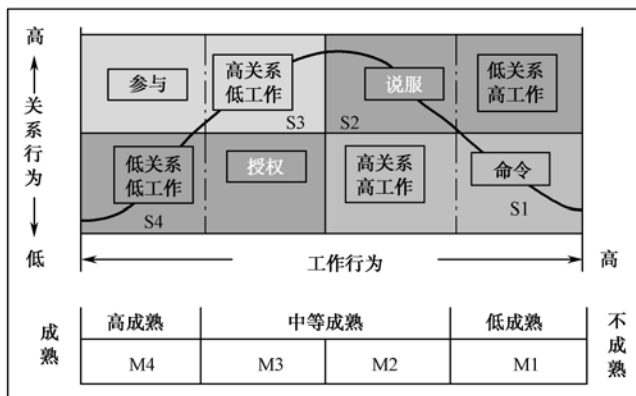 高
关系行为
低
参与
高关系
低工作
S3
S2
说服
低关系
高工作
低关系
低工作
S4
授权
高关系
高工作
命令
S1
工作行为
高
成熟
高成熟
中等成熟
低成熟
不成熟
M4
M3
M2
M1